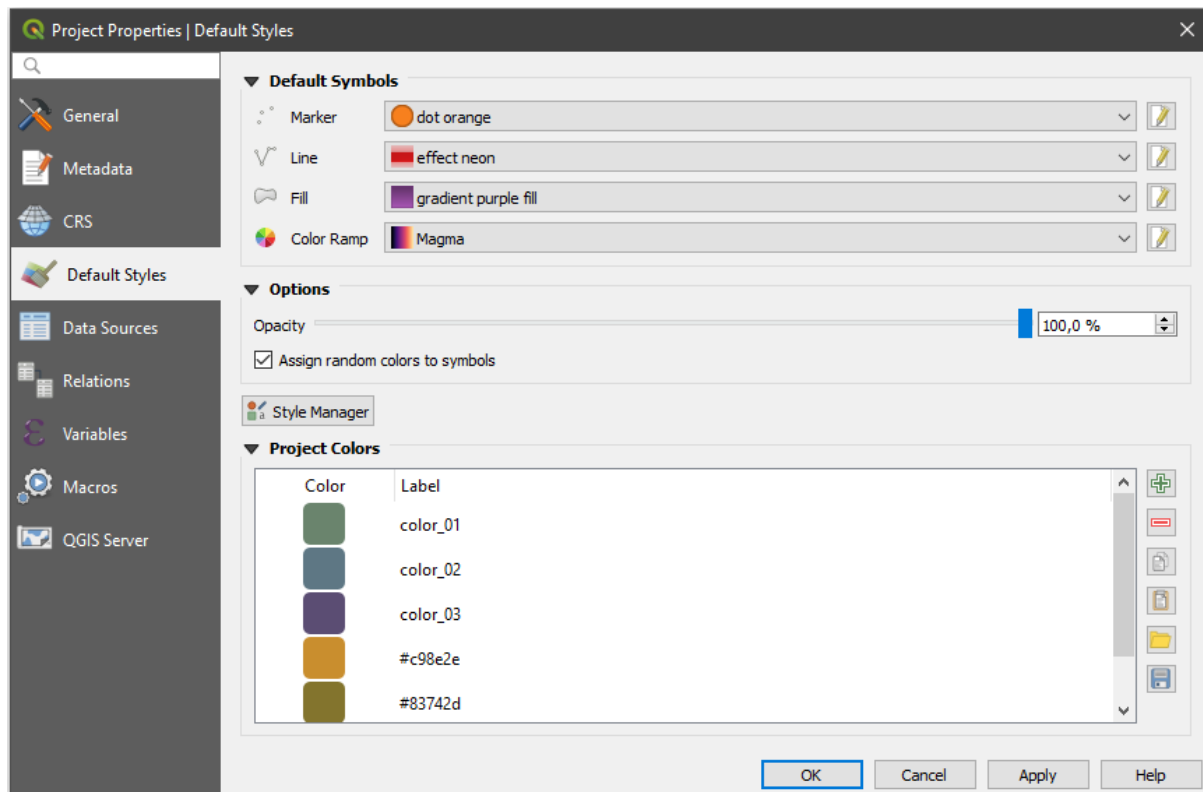 Project Properties | Default Styles
General
Metadata
CRS
Default Styles
Data Sources
Relations
Variables
Macros
QGIS Server
Default Symbols
Marker dot orange
Line effect neon
Fill gradient purple fill
Color Ramp Magma
Options
Opacity 100,0 %
Assign random colors to symbols
Style Manager
Project Colors
Color Label
color_01
color_02
color_03
#c98e2e
#83742d
OK Cancel Apply Help